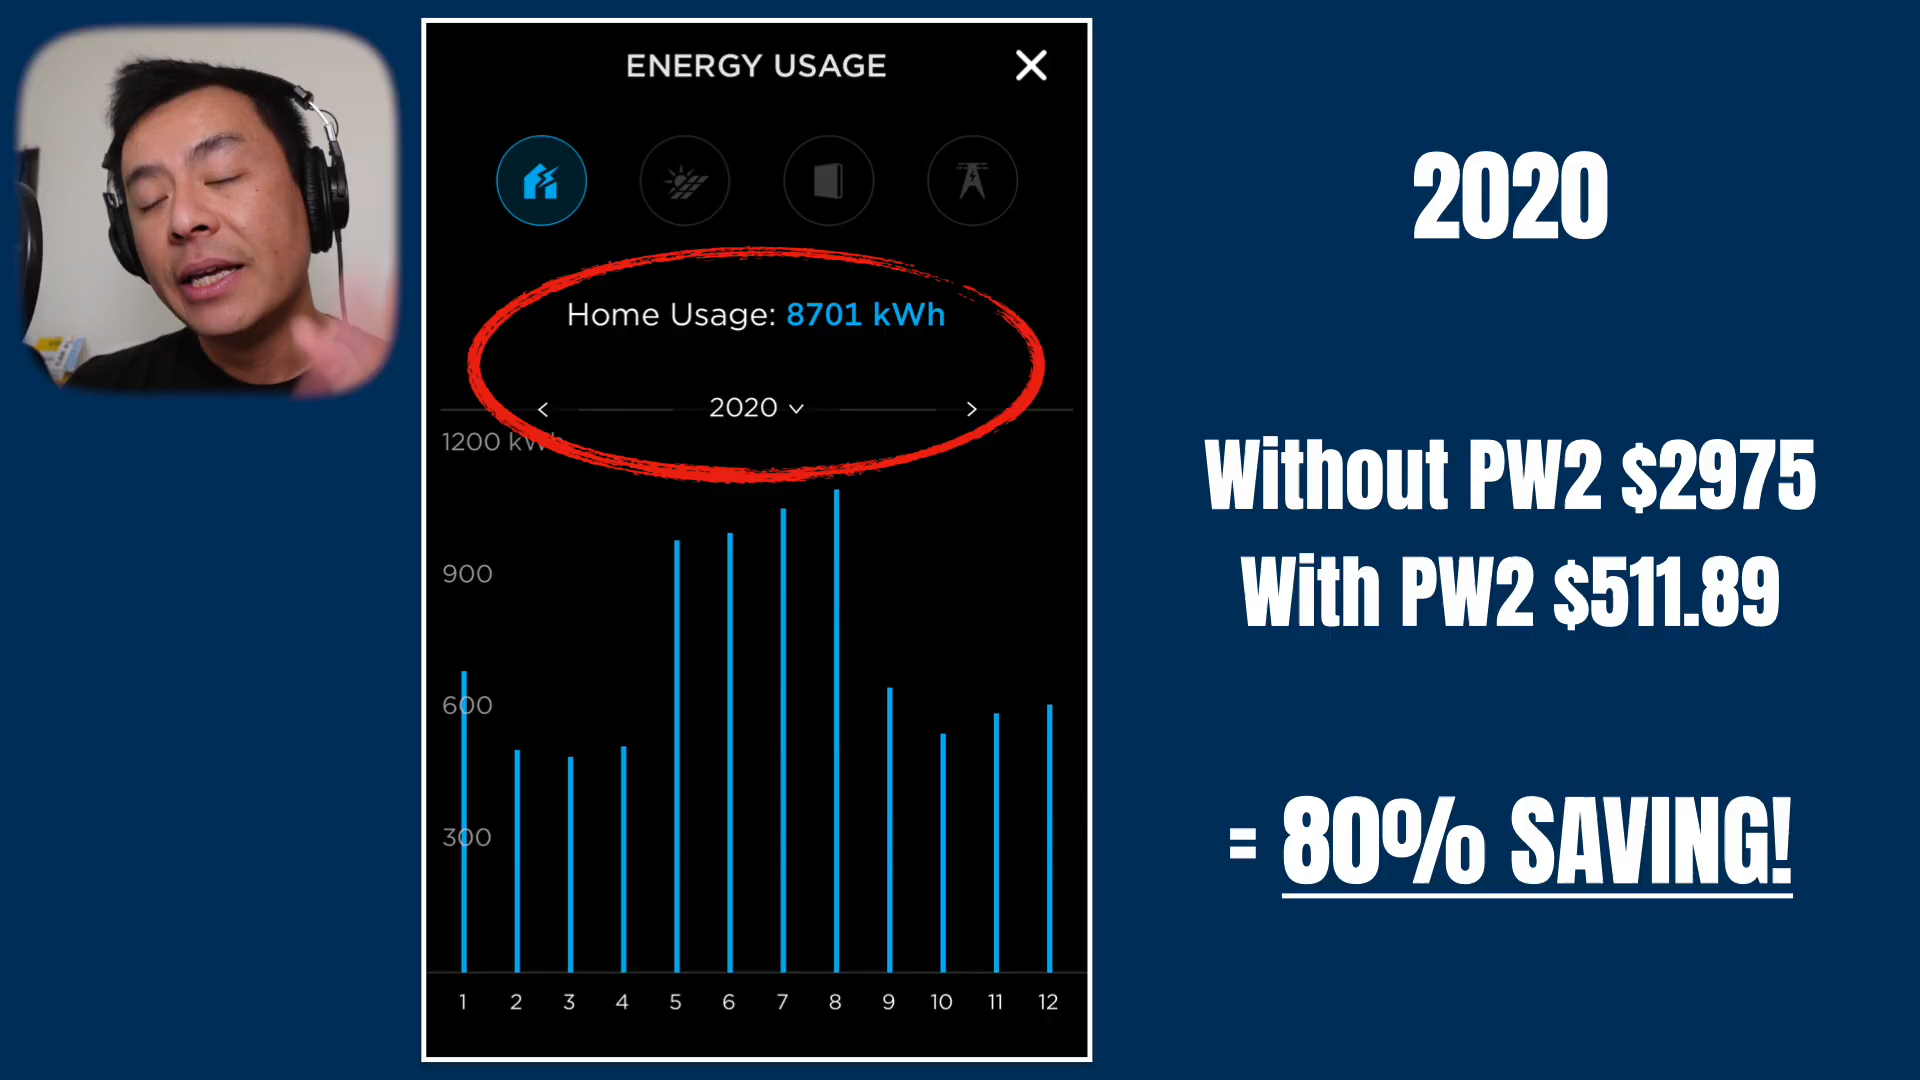 ENERGY USAGE
Home Usage: 8701 kWh
2020
1200 kWh
900
600
300
1 2 3 4 5 6 7 8 9 10 11 12
2020
Without PW2 $2975
With PW2 $511.89
= 80% SAVING!